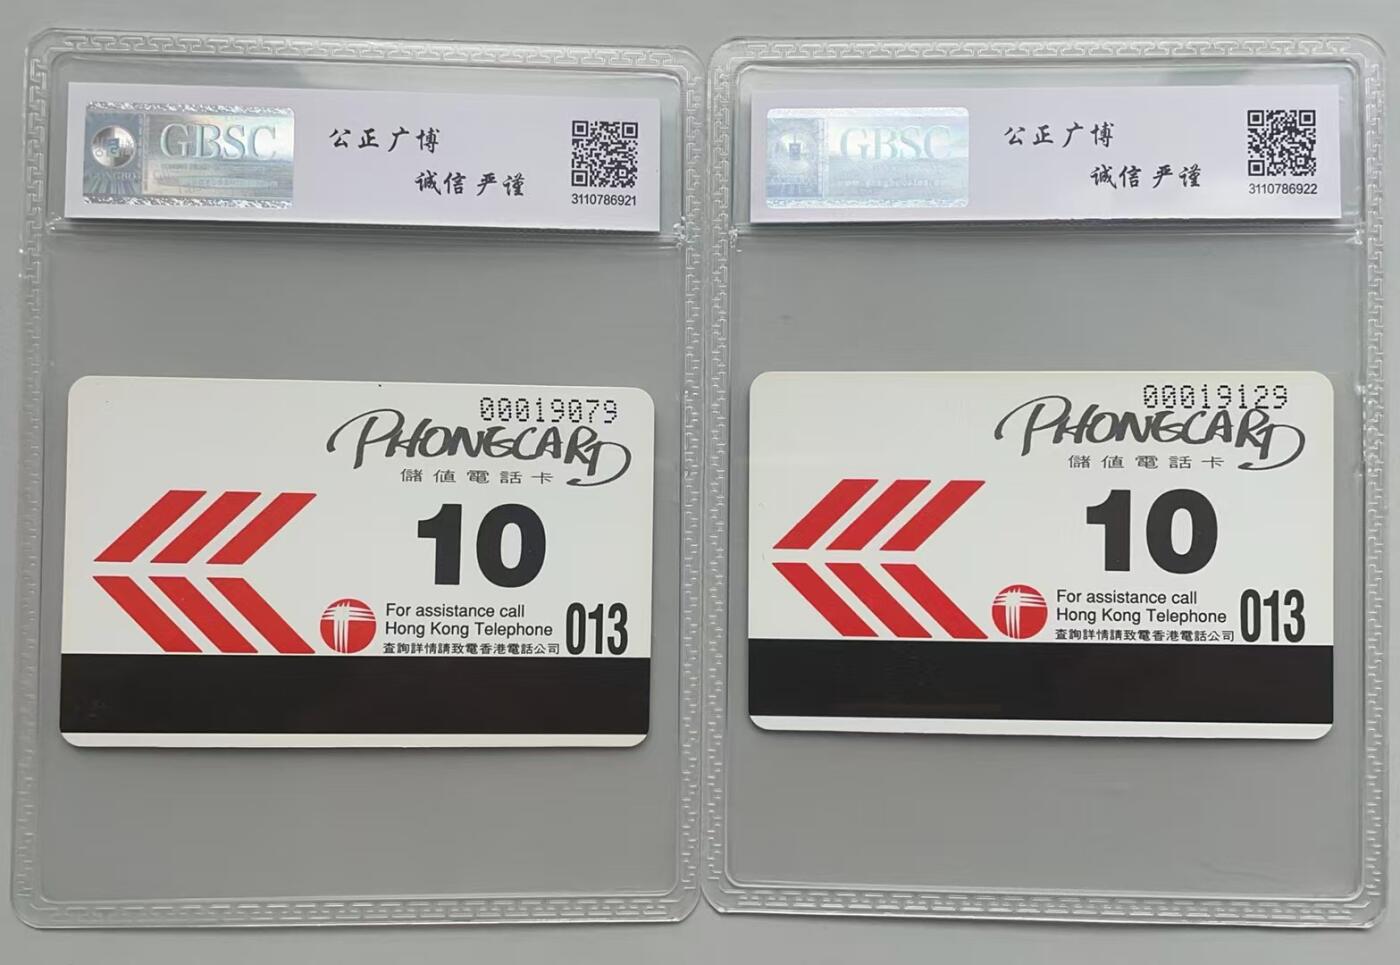 GBSC
公正广博
诚信严谨
3110786921
00019079
PHONECARD
儲值電話卡
10
For assistance call
Hong Kong Telephone
查詢詳情請致電香港電話公司
013
GBSC
公正广博
诚信严谨
3110786922
00019129
PHONECARD
儲值電話卡
10
For assistance call
Hong Kong Telephone
查詢詳情請致電香港電話公司
013